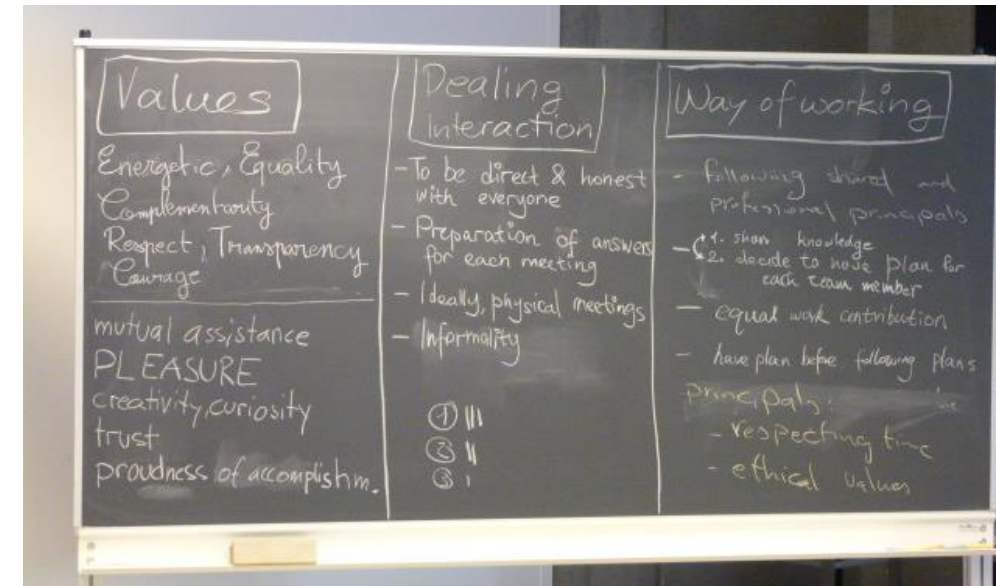 Values
Energetic, Equality
Complementrouty
Respect, Transparency
Courage
mutual assistance
PLEASURE
creativity, curiosity
trust
proudness of accomplishm.
Dealing
Interaction
- To be direct & honest
with everyone
- Preparation of answers
for each meeting
- Ideally, physical meetings
- Informality
① |||
② ||
③ |
Way of working
- following shared and
professional principals
- 1. share knowledge
2. decide to have plan for
each team member
- equal work contribution
- have plan before following plans
principals:
- respecting time
- ethical values